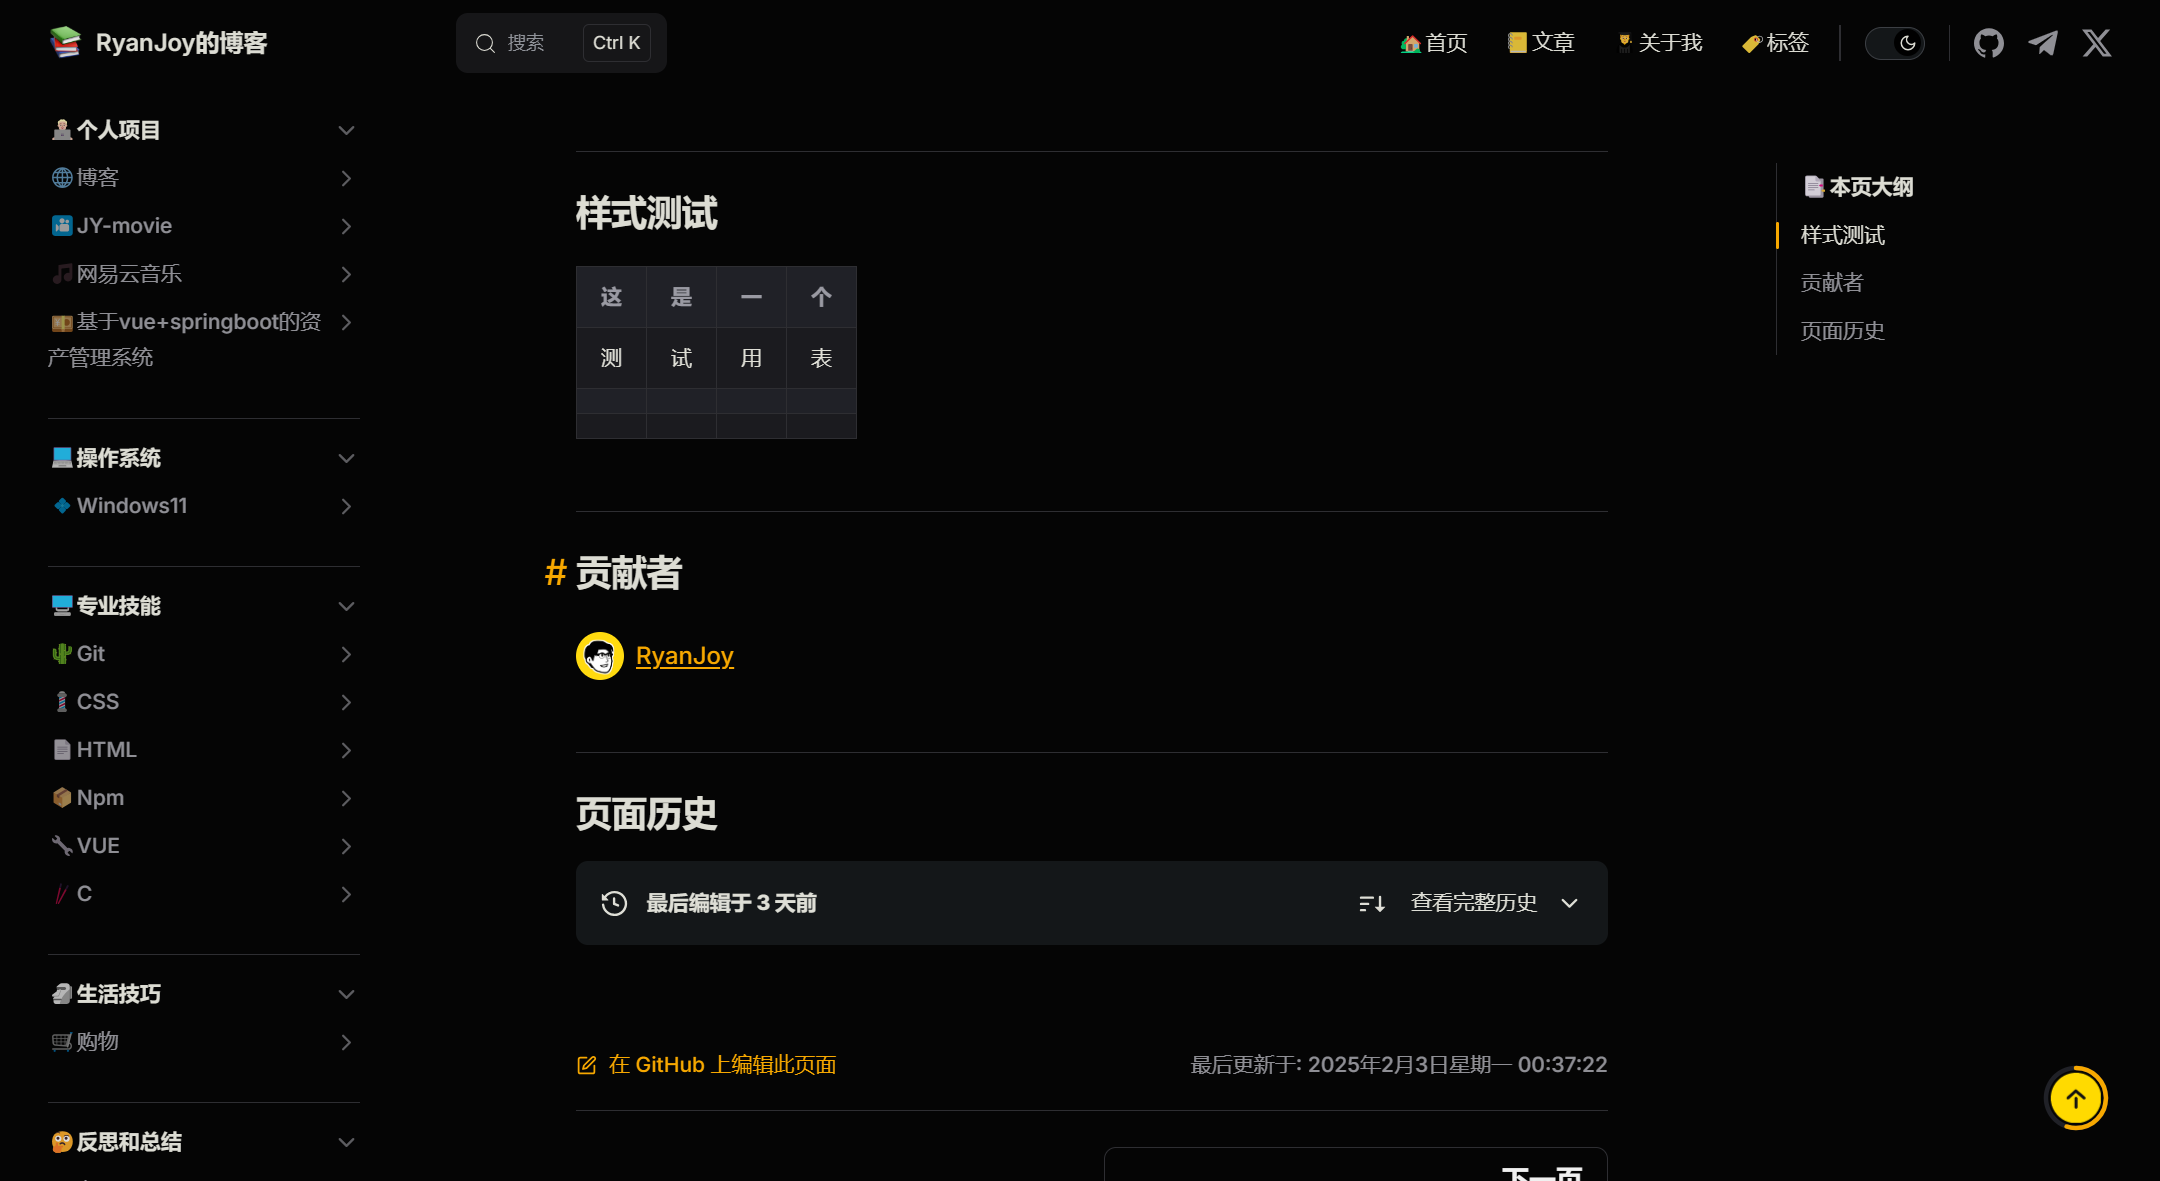 RyanJoy的博客
搜索
Ctrl K
首页
文章
关于我
标签
个人项目
博客
JY-movie
网易云音乐
基于vue+springboot的资
产管理系统
操作系统
Windows11
专业技能
Git
CSS
HTML
Npm
VUE
C
生活技巧
购物
反思和总结
样式测试
这 是 一 个
测 试 用 表
# 贡献者
RyanJoy
页面历史
最后编辑于 3 天前
查看完整历史
在 GitHub 上编辑此页面
最后更新于: 2025年2月3日星期一 00:37:22
下一页
本页大纲
样式测试
贡献者
页面历史